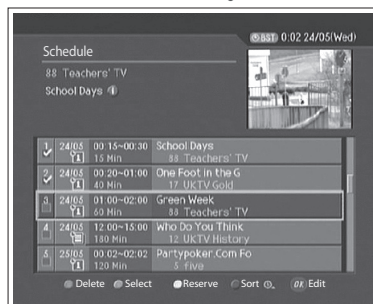 BST 0:02 24/05(Wed)
Schedule
88 Teachers' TV
School Days
1 24/05 00:15~00:30 School Days
15 Min 88 Teachers' TV
2 24/05 00:20~01:00 One Foot in the G
40 Min 17 UKTV Gold
3 24/05 01:00~02:00 Green Week
60 Min 88 Teachers' TV
4 24/05 12:00~15:00 Who Do You Think
180 Min 12 UKTV History
5 25/05 00:02~02:02 Partypoker.Com Fo
120 Min 5 five
Delete Select Reserve Sort OK Edit